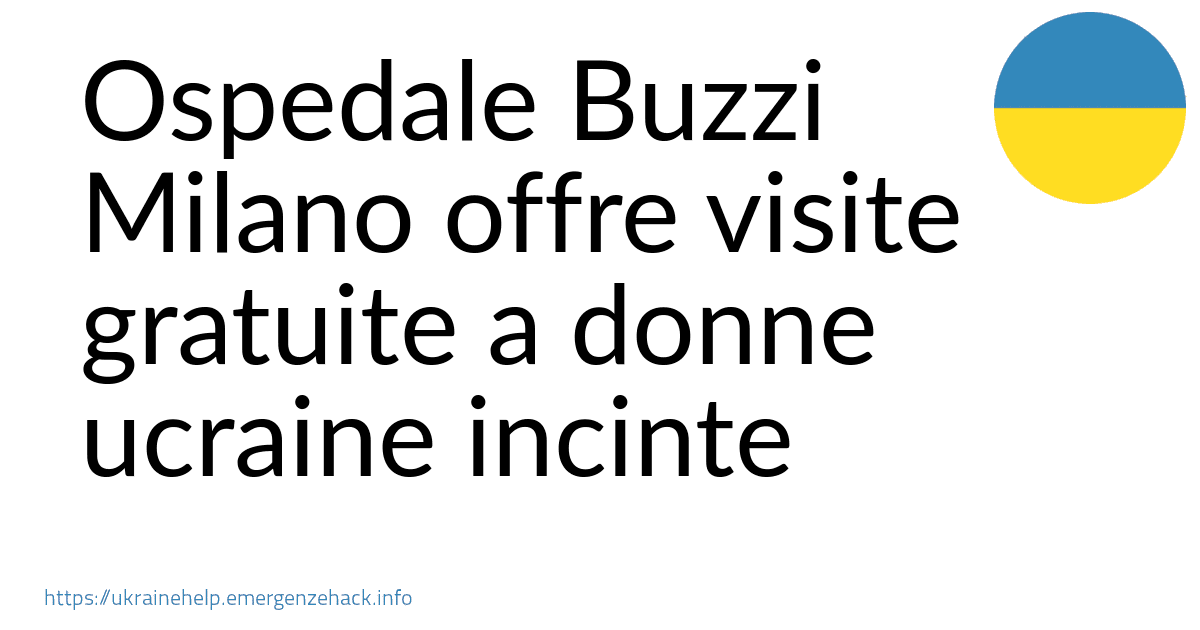 Ospedale Buzzi
Milano offre visite
gratuite a donne
ucraine incinte
https://ukrainehelp.emergenzehack.info